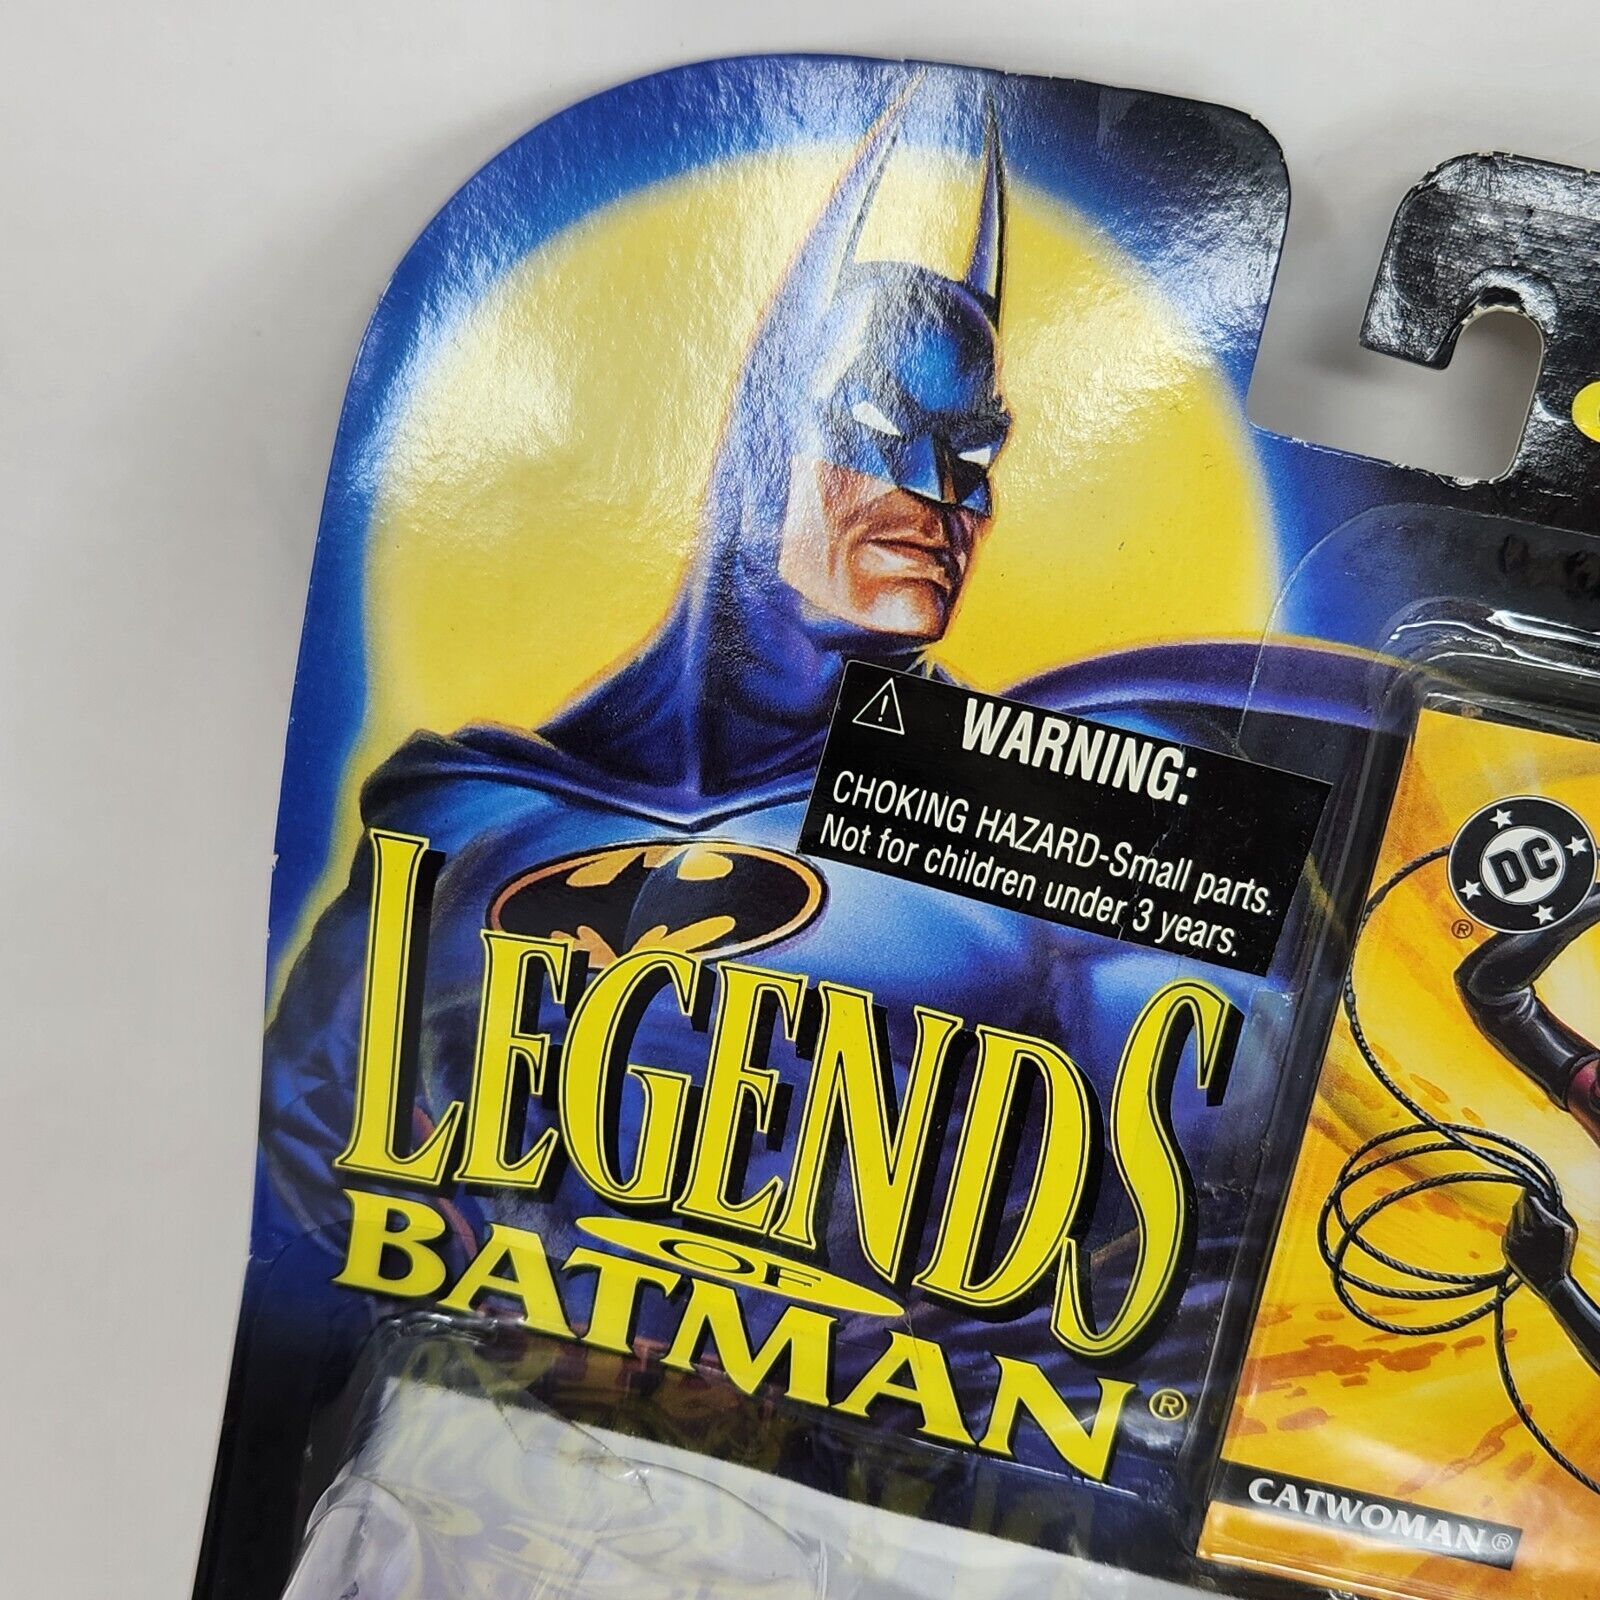 WARNING:
CHOKING HAZARD-Small parts.
Not for children under 3 years.
DC
®
LEGENDS
OF
BATMAN®
CATWOMAN®